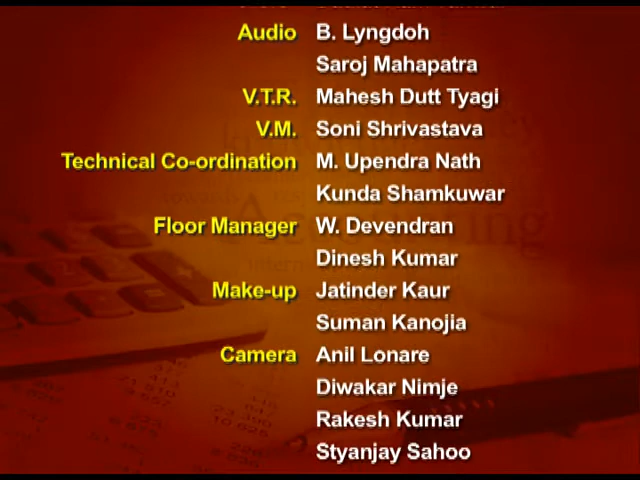 Audio B. Lyngdoh
Saroj Mahapatra
V.T.R. Mahesh Dutt Tyagi
V.M. Soni Shrivastava
Technical Co-ordination M. Upendra Nath
Kunda Shamkuwar
Floor Manager W. Devendran
Dinesh Kumar
Make-up Jatinder Kaur
Suman Kanojia
Camera Anil Lonare
Diwakar Nimje
Rakesh Kumar
Styanjay Sahoo